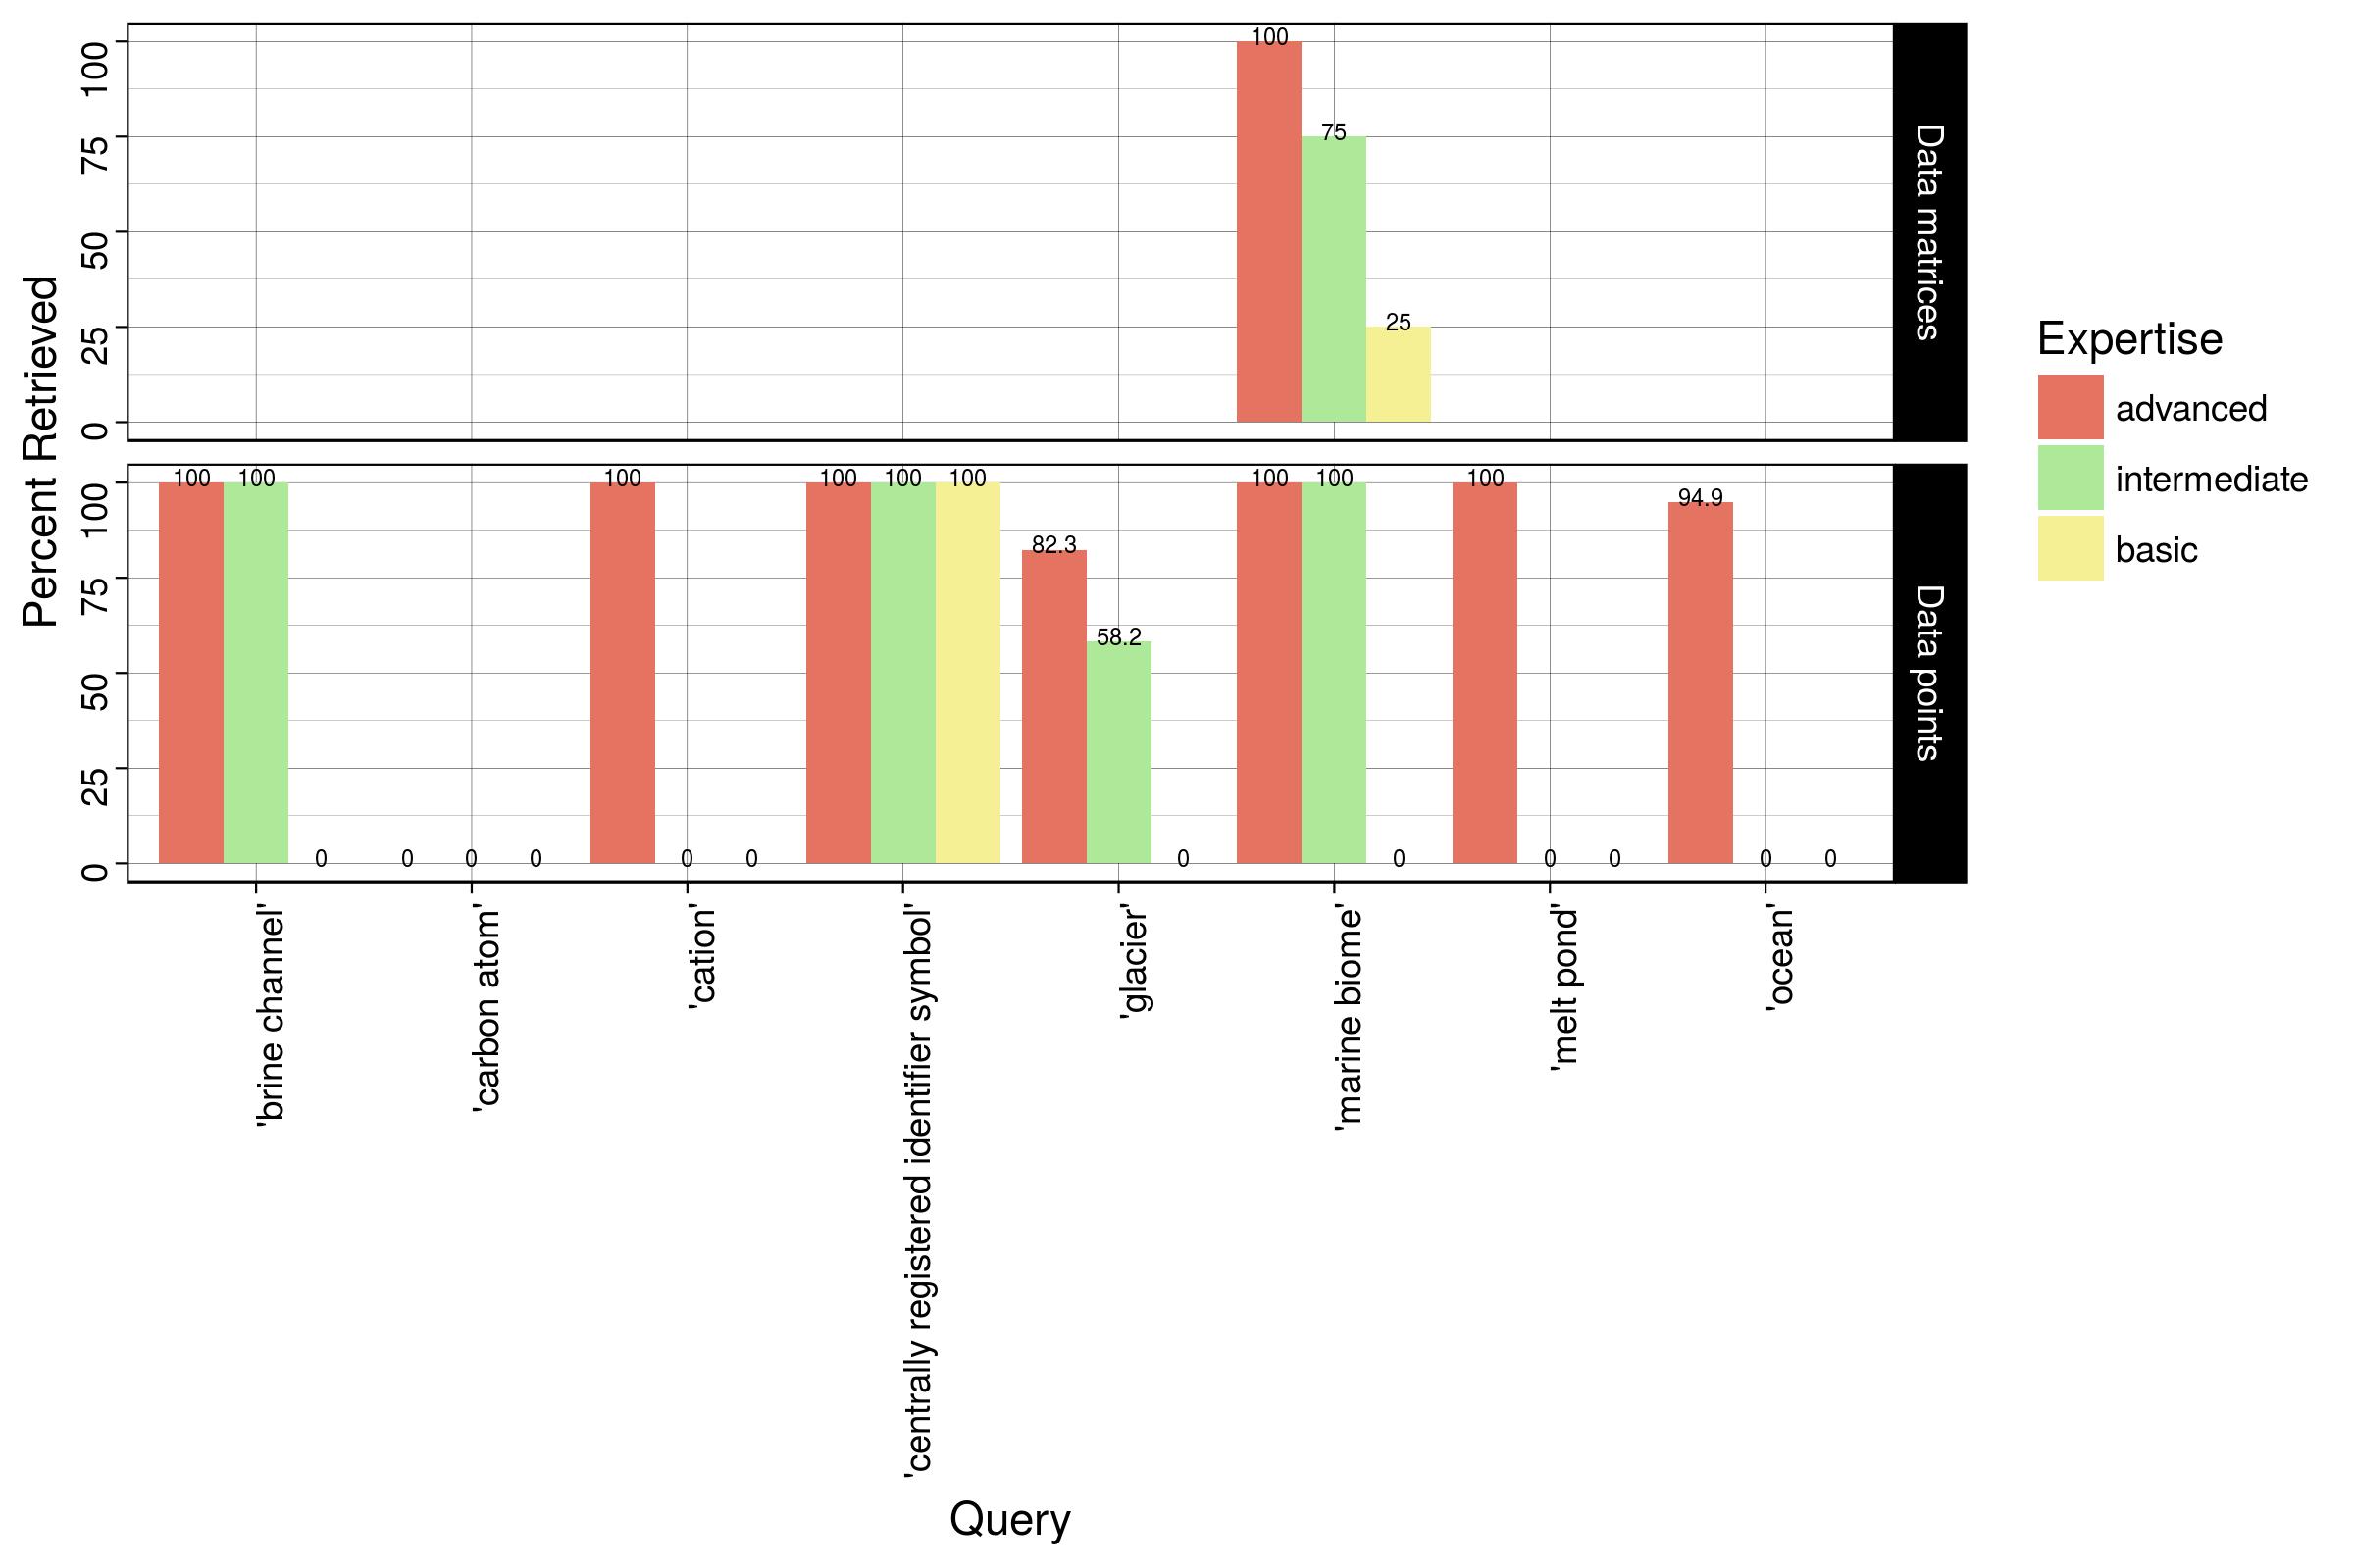 Percent Retrieved
100
75
50
25
0
100
75
25
Data matrices
100
75
50
25
0
100 100 0
0 0 0
100 0 0
100 100 100
82.3 58.2 0
100 100 0
100 0 0
94.9 0 0
Data points
'brine channel'
'carbon atom'
'cation'
'centrally registered identifier symbol'
'glacier'
'marine biome'
'melt pond'
'ocean'
Query
Expertise
advanced
intermediate
basic